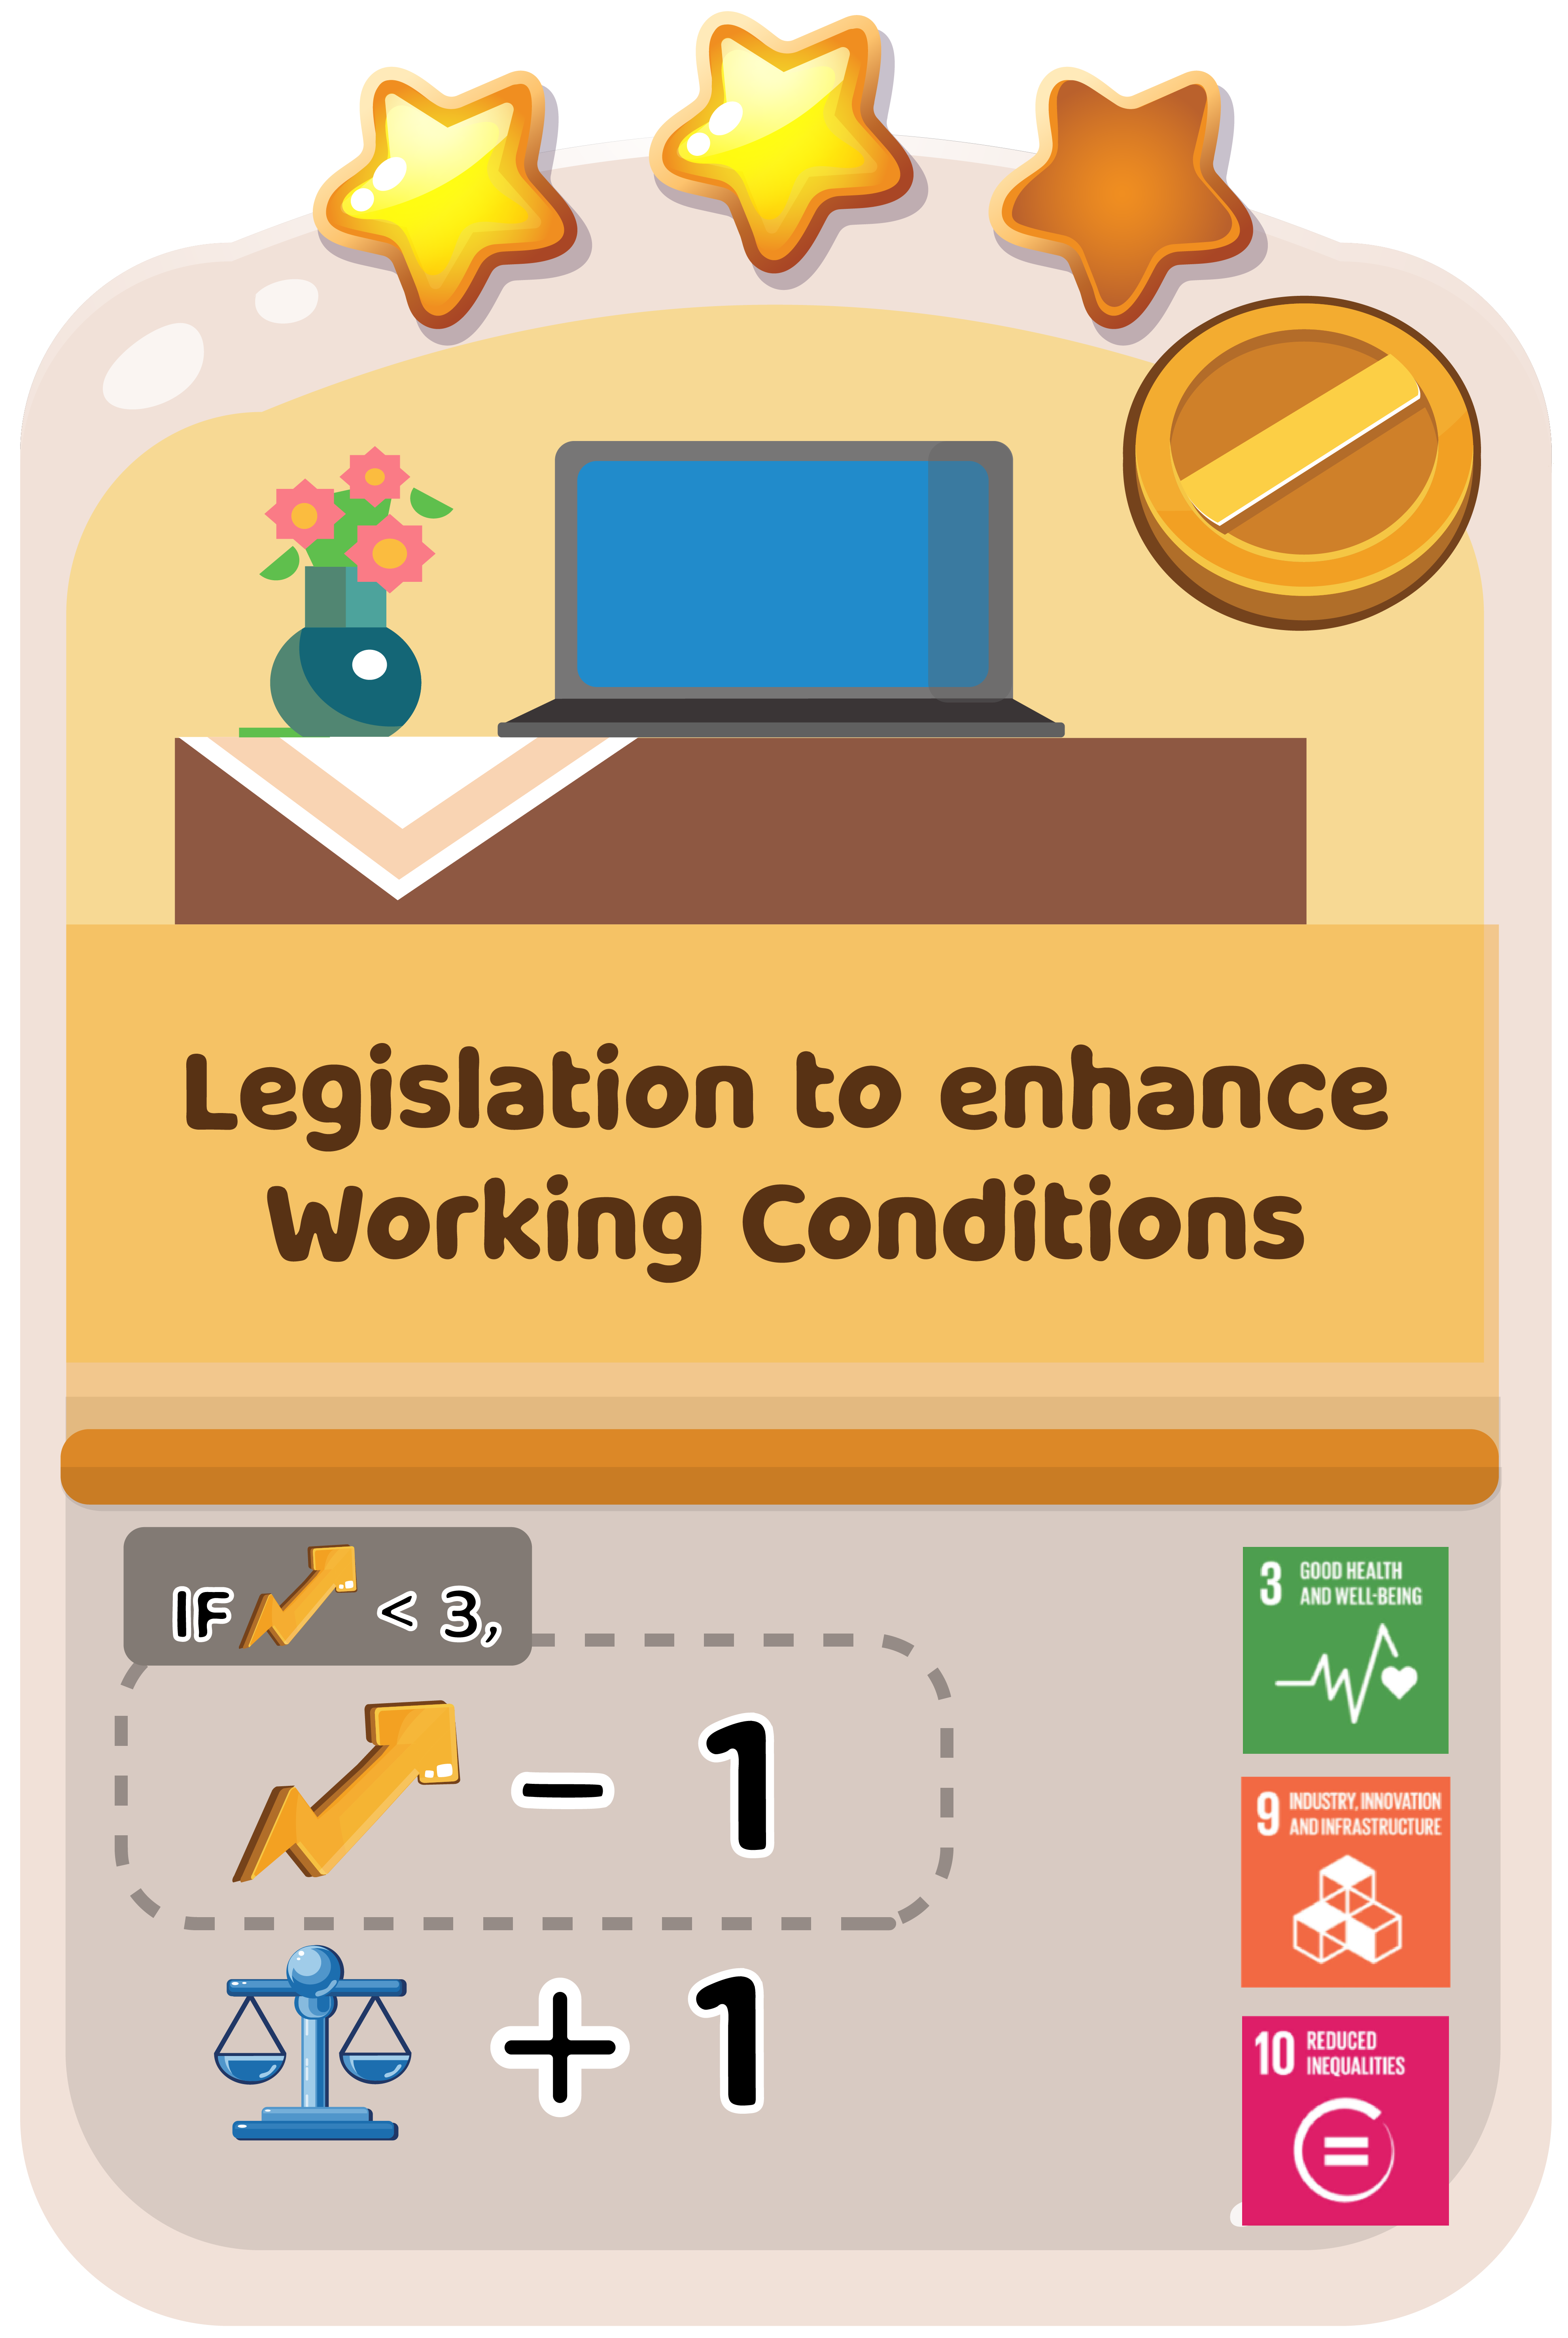 Legislation to enhance
Working Conditions
IF < 3,
3 GOOD HEALTH
AND WELL-BEING
− 1
9 INDUSTRY, INNOVATION
AND INFRASTRUCTURE
+ 1
10 REDUCED
INEQUALITIES